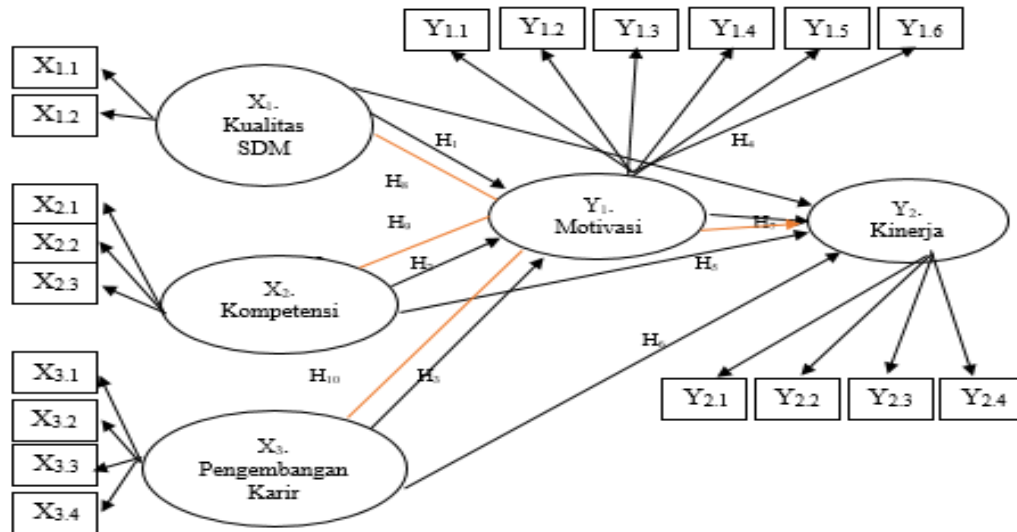 Y1.1 Y1.2 Y1.3 Y1.4 Y1.5 Y1.6
X1.1
X1.2
X1.
Kualitas
SDM
H1
H4
H8
X2.1
X2.2
X2.3
H9
Y1.
Motivasi
Y2.
Kinerja
H2
H5
X2.
Kompetensi
H6
X3.1
X3.2
X3.3
X3.4
H10
H3
Y2.1 Y2.2 Y2.3 Y2.4
X3.
Pengembangan
Karir